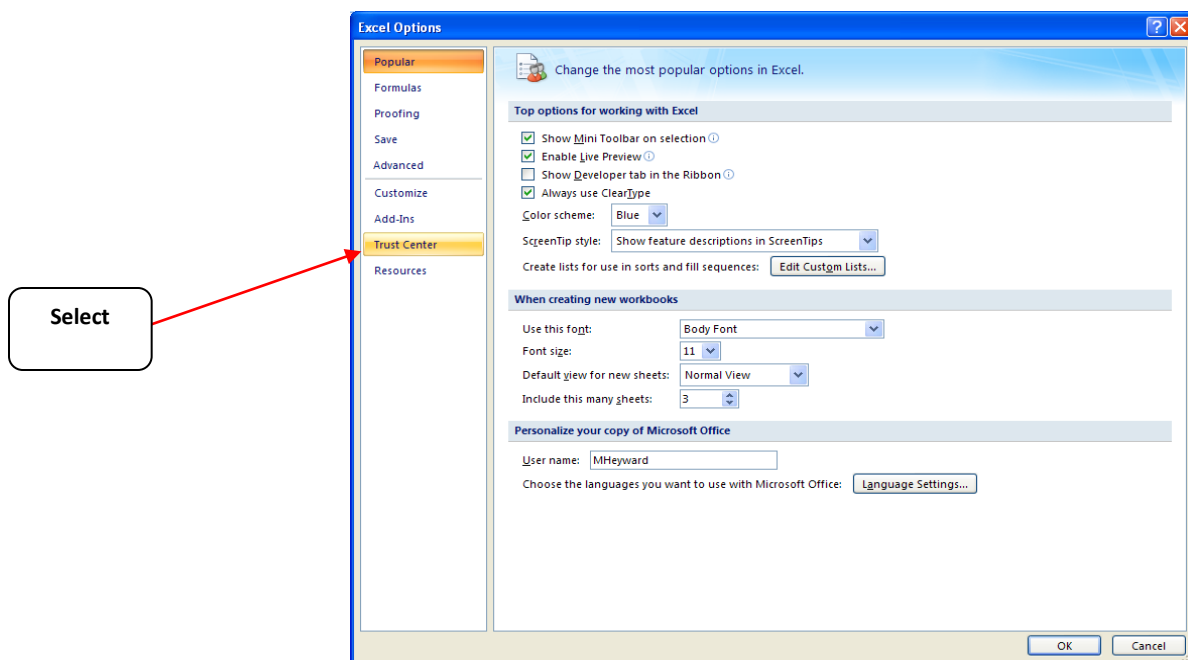 Excel Options
Popular
Formulas
Proofing
Save
Advanced
Customize
Add-Ins
Trust Center
Resources
Select
Change the most popular options in Excel.
Top options for working with Excel
Show Mini Toolbar on selection
Enable Live Preview
Show Developer tab in the Ribbon
Always use ClearType
Color scheme: Blue
ScreenTip style: Show feature descriptions in ScreenTips
Create lists for use in sorts and fill sequences: Edit Custom Lists...
When creating new workbooks
Use this font: Body Font
Font size: 11
Default view for new sheets: Normal View
Include this many sheets: 3
Personalize your copy of Microsoft Office
User name: MHeyward
Choose the languages you want to use with Microsoft Office: Language Settings...
OK Cancel